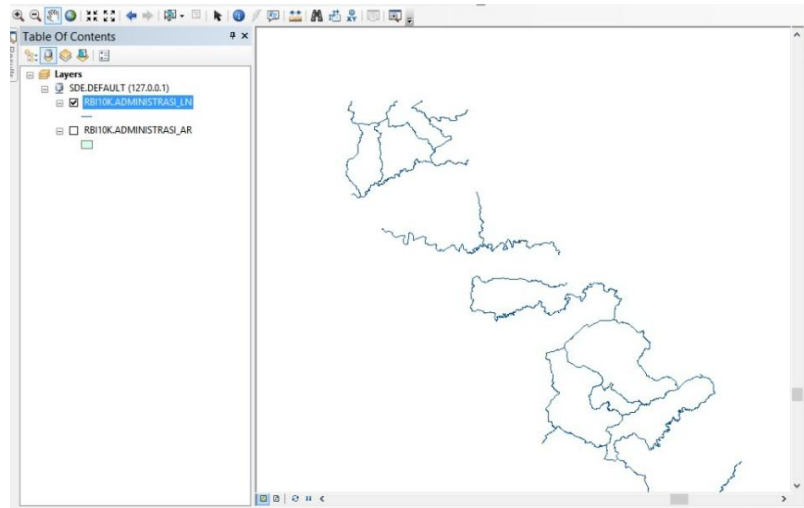 Table Of Contents
Layers
SDE.DEFAULT (127.0.0.1)
RBI10K.ADMINISTRASI_LN
RBI10K.ADMINISTRASI_AR